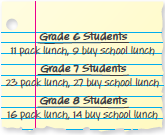 Grade 6 Students
11 pack lunch, 9 buy school lunch
Grade 7 Students
23 pack lunch, 27 buy school lunch
Grade 8 Students
16 pack lunch, 14 buy school lunch